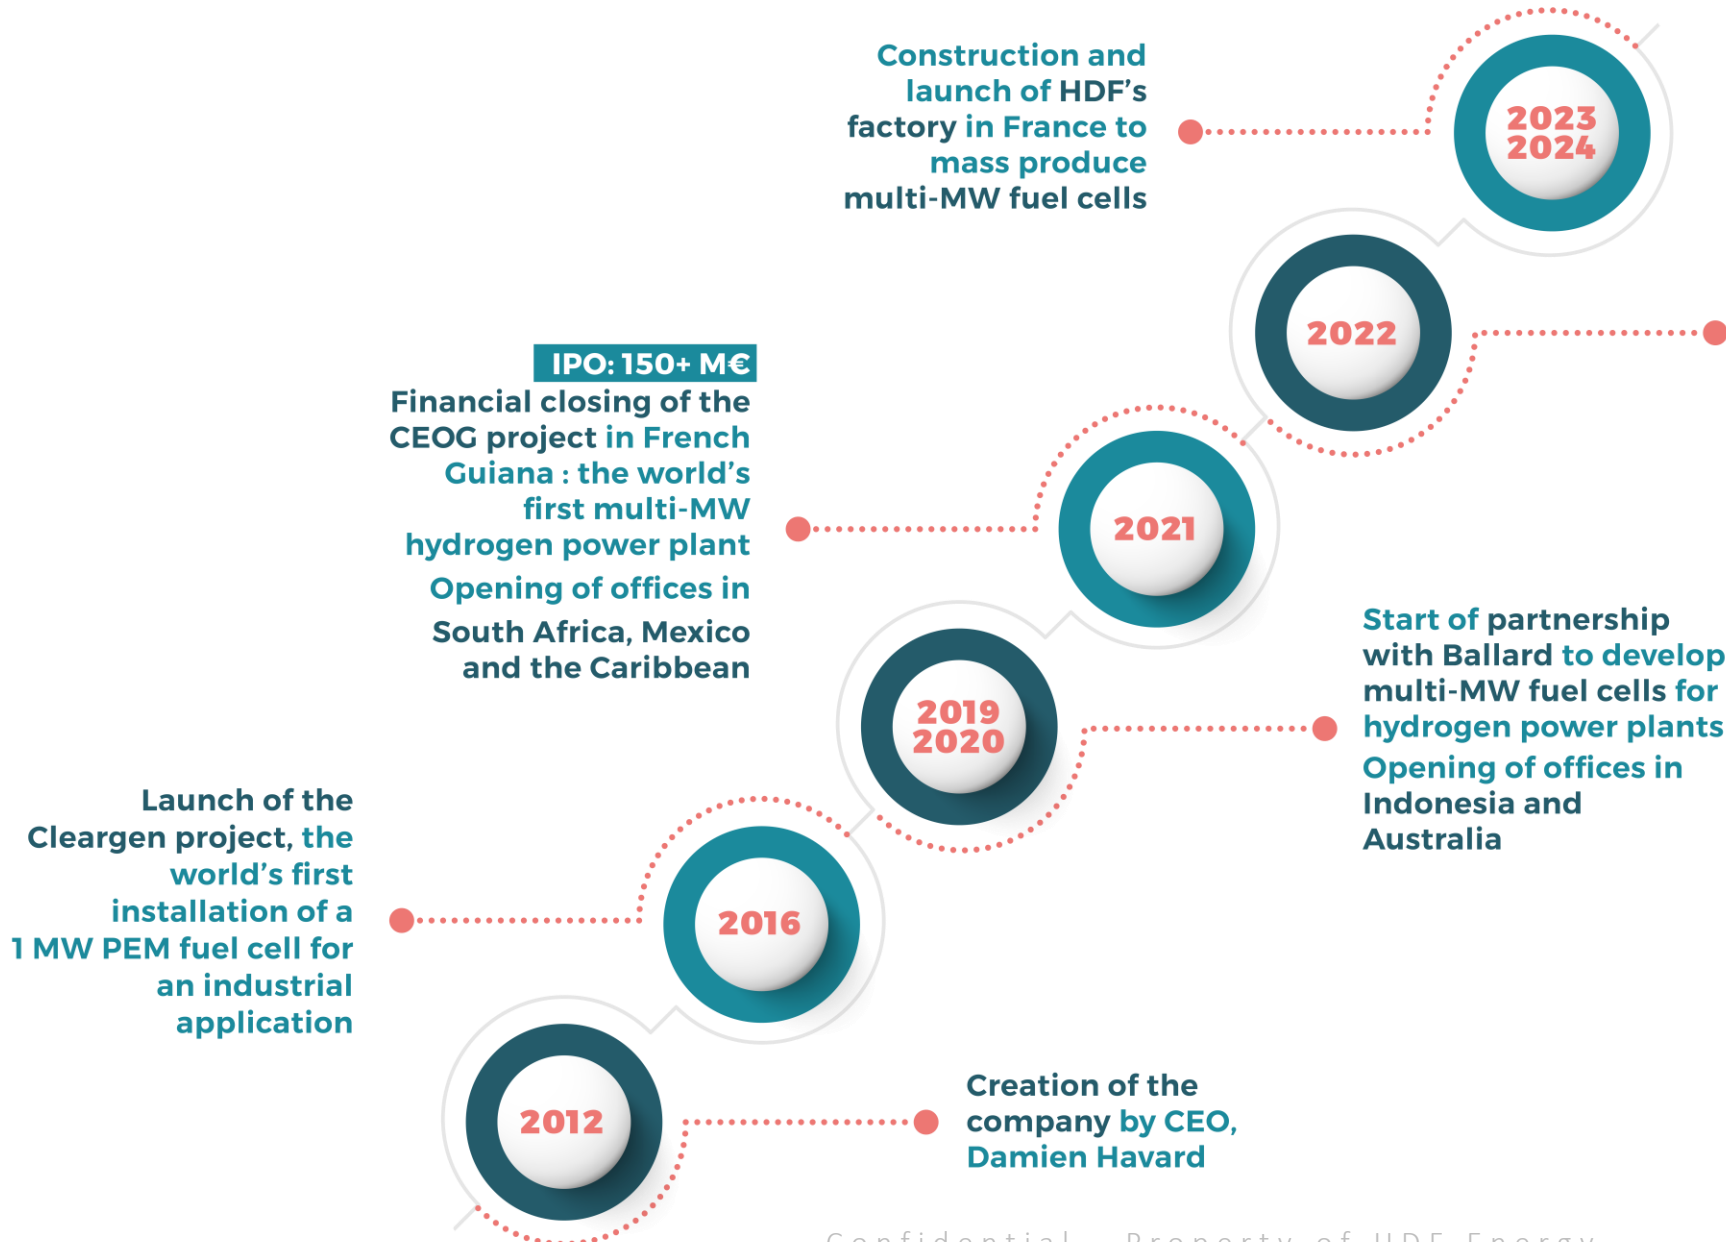 Construction and
launch of HDF's
factory in France to
mass produce
multi-MW fuel cells
2023
2024
2022
IPO: 150+ M€
Financial closing of the
CEOG project in French
Guiana : the world's
first multi-MW
hydrogen power plant
Opening of offices in
South Africa, Mexico
and the Caribbean
2021
Start of partnership
with Ballard to develop
multi-MW fuel cells for
hydrogen power plants
Opening of offices in
Indonesia and
Australia
2019
2020
Launch of the
Cleargen project, the
world's first
installation of a
1 MW PEM fuel cell for
an industrial
application
2016
2012
Creation of the
company by CEO,
Damien Havard
Confidential - Property of HDF Energy